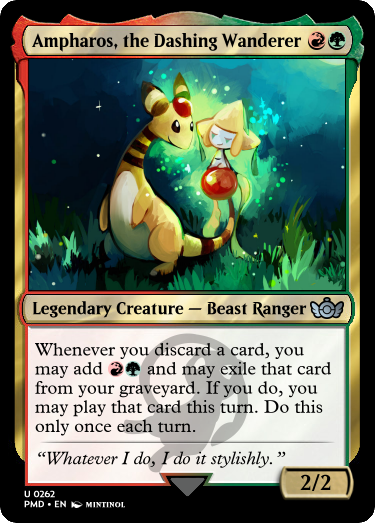 Ampharos, the Dashing Wanderer
Legendary Creature — Beast Ranger
Whenever you discard a card, you
may add and may exile that card
from your graveyard. If you do, you
may play that card this turn. Do this
only once each turn.
“Whatever I do, I do it stylishly.”
2/2
U 0262
PMD • EN MINTINOL